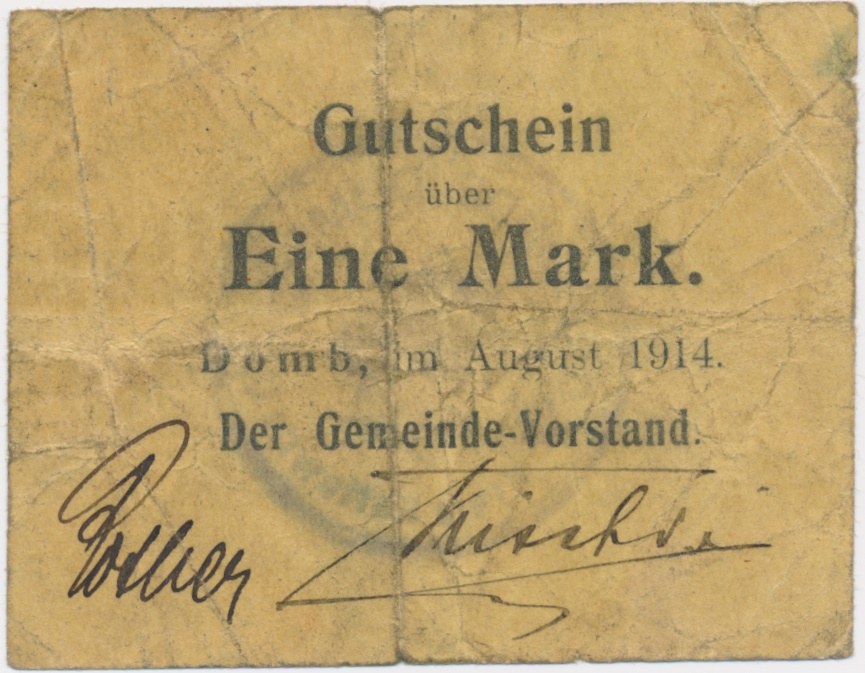 Gutschein
über
Eine Mark.
Domb, im August 1914.
Der Gemeinde-Vorstand.